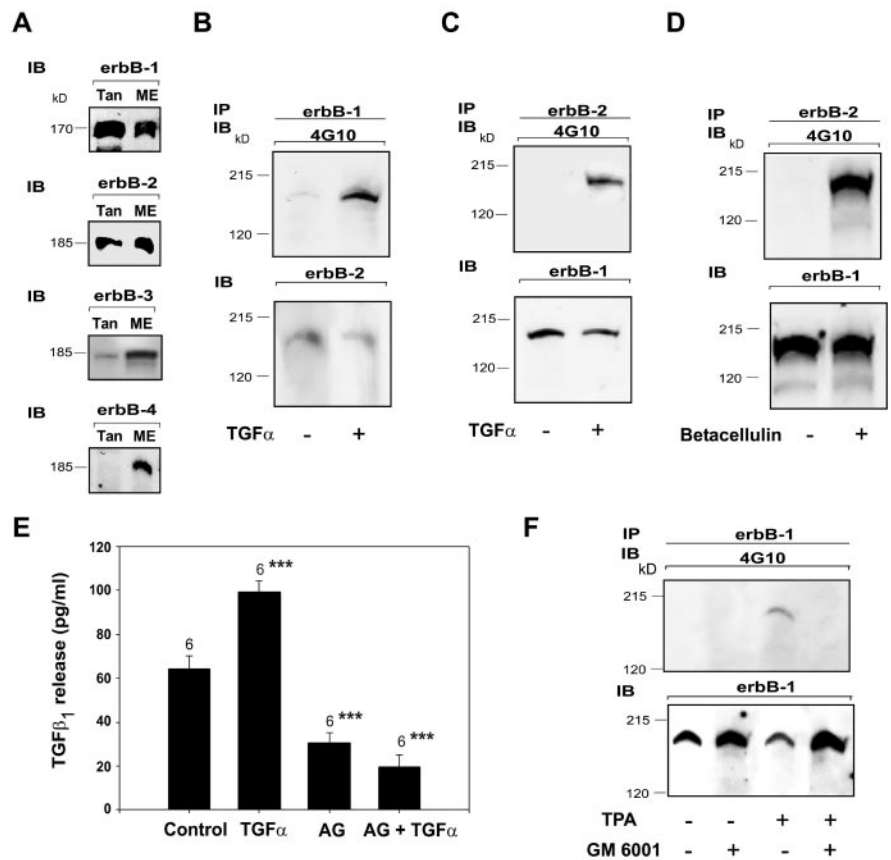 A
IB erbB-1
kD Tan ME
170
IB erbB-2
Tan ME
185
IB erbB-3
Tan ME
185
IB erbB-4
Tan ME
185
B
IP erbB-1
IB 4G10
kD
215
120
IB erbB-2
215
120
TGFα - +
C
IP erbB-2
IB 4G10
kD
215
120
IB erbB-1
215
120
TGFα - +
D
IP erbB-2
IB 4G10
kD
215
120
IB erbB-1
215
120
Betacellulin - +
E
TGFβ1 release (pg/ml)
120
100
80
60
40
20
0
6
6 ***
6 ***
6 ***
Control TGFα AG AG + TGFα
F
IP erbB-1
IB 4G10
kD
215
120
IB erbB-1
215
120
TPA - - + +
GM 6001 - + - +